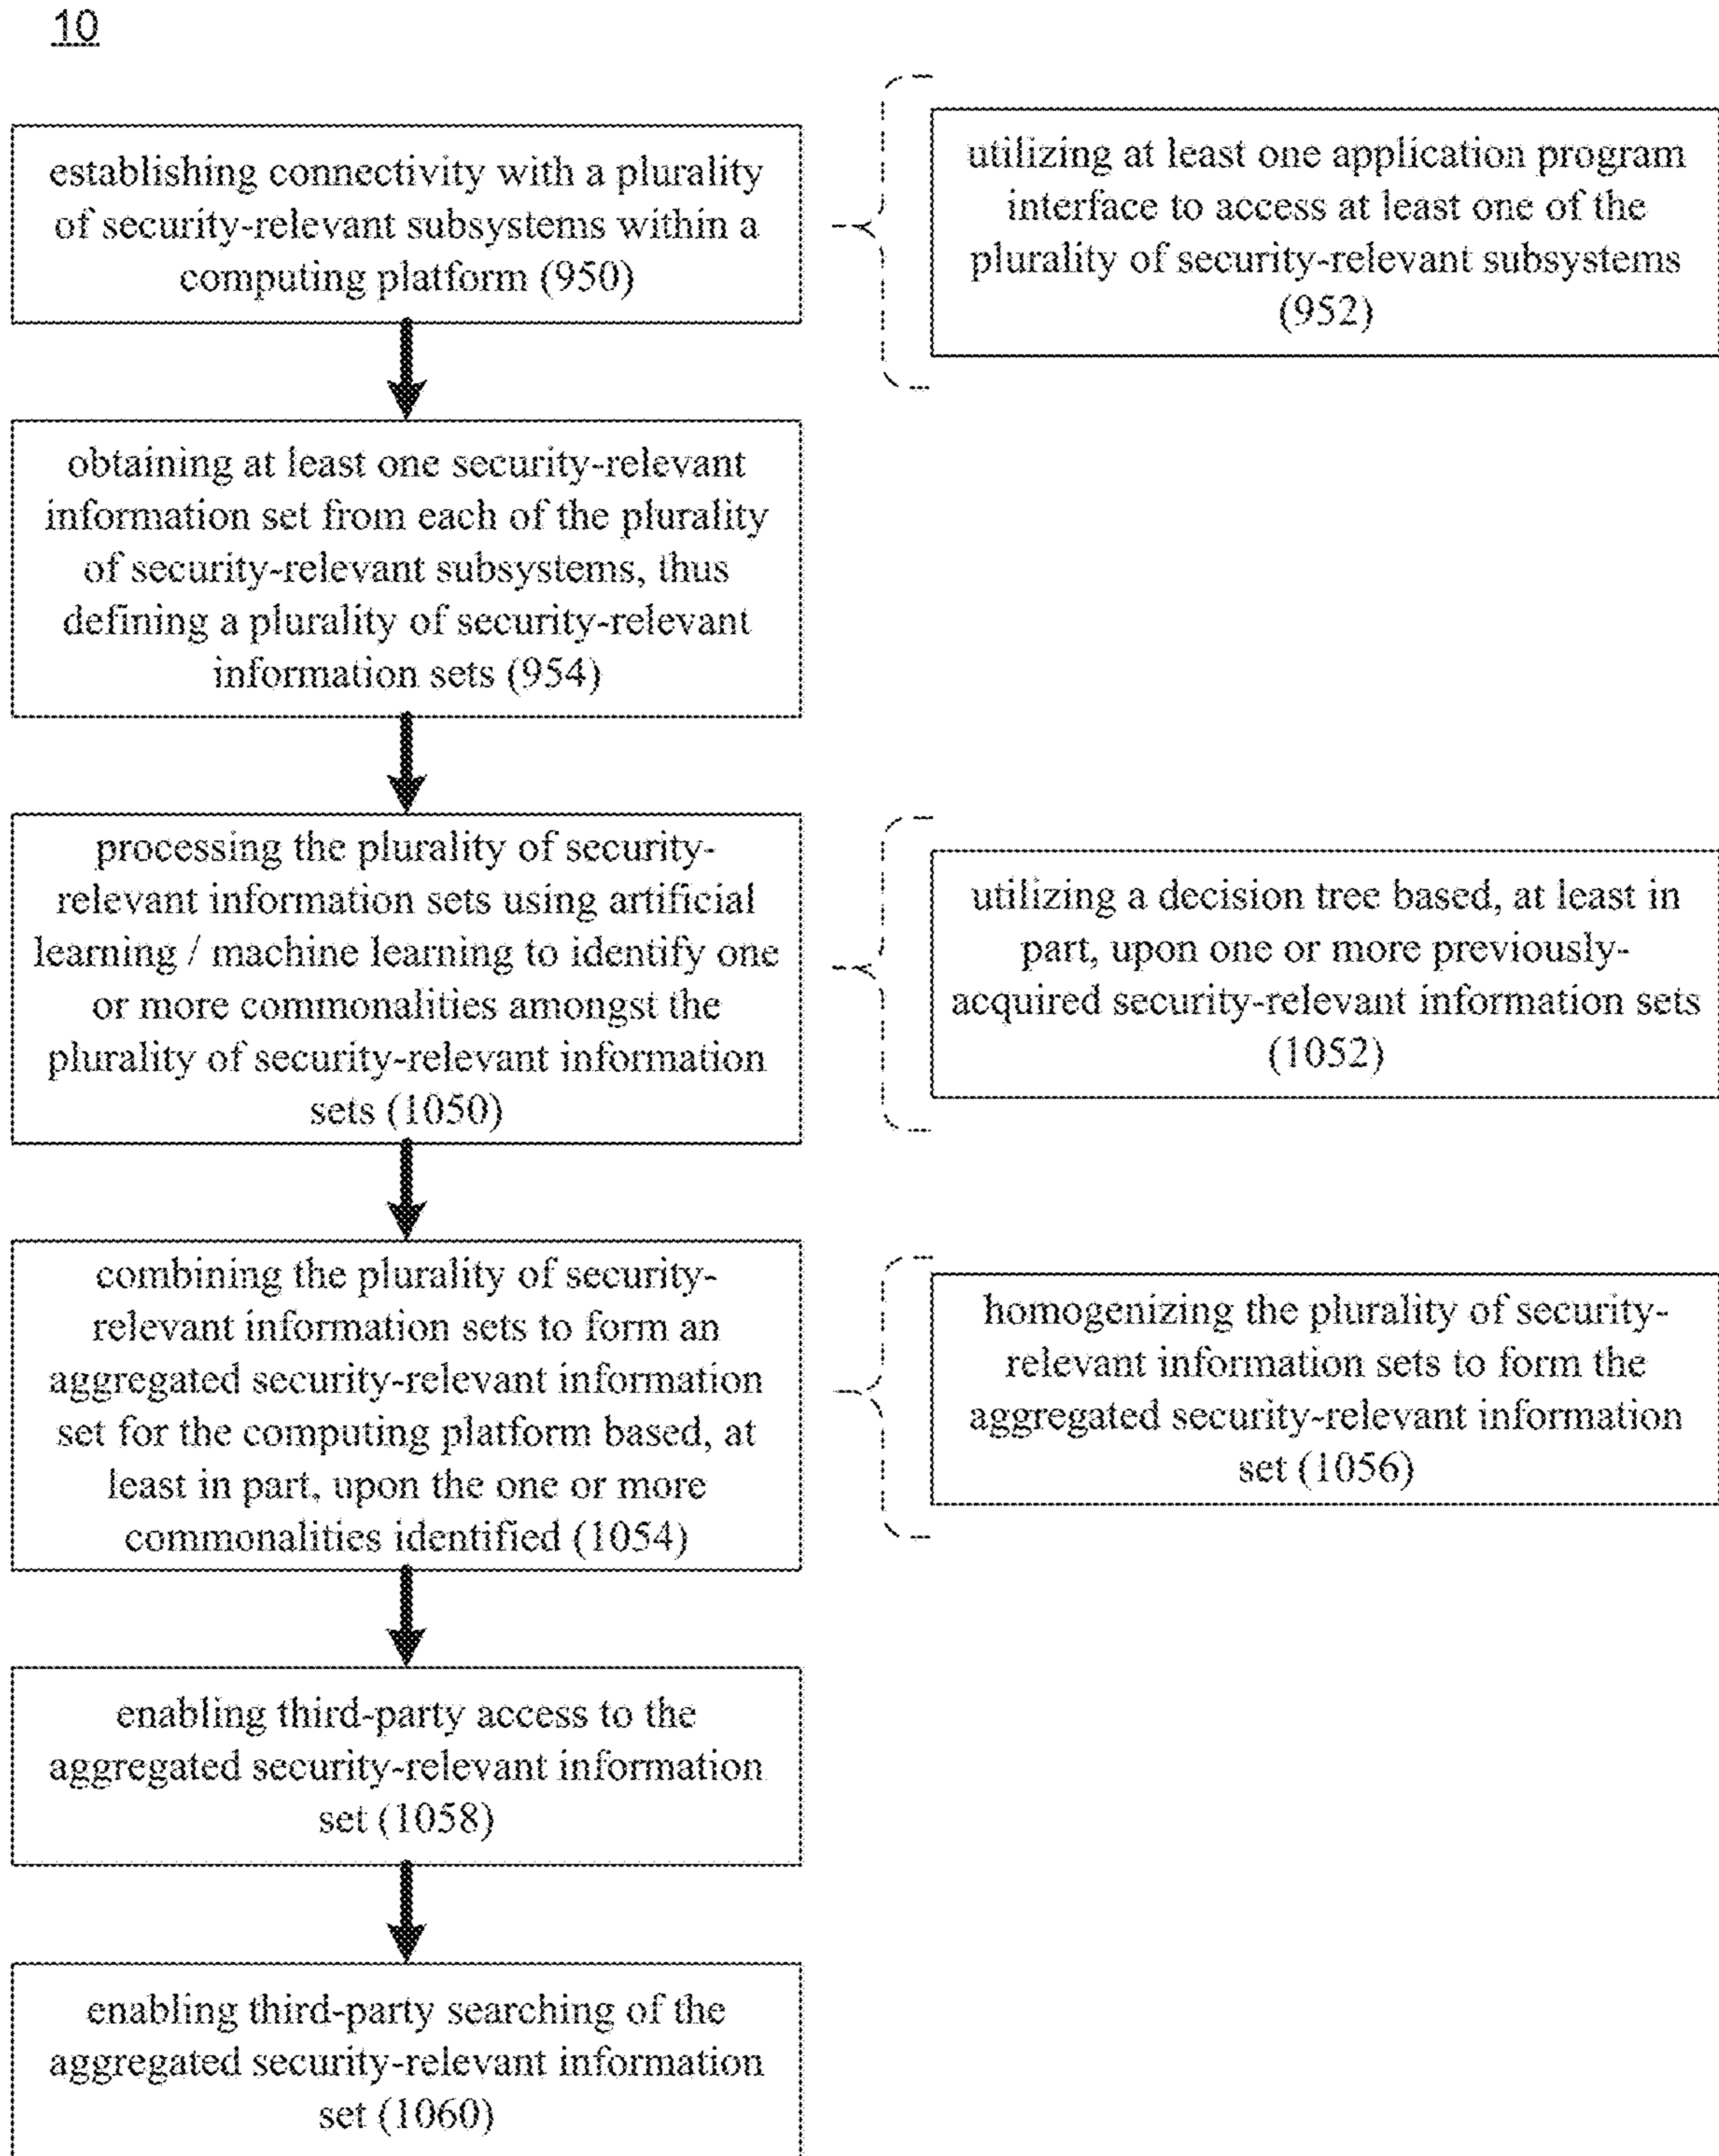 10
establishing connectivity with a plurality
of security-relevant subsystems within a
computing platform (950)
utilizing at least one application program
interface to access at least one of the
plurality of security-relevant subsystems
(952)
obtaining at least one security-relevant
information set from each of the plurality
of security-relevant subsystems, thus
defining a plurality of security-relevant
information sets (954)
processing the plurality of security-
relevant information sets using artificial
learning / machine learning to identify one
or more commonalities amongst the
plurality of security-relevant information
sets (1050)
utilizing a decision tree based, at least in
part, upon one or more previously-
acquired security-relevant information sets
(1052)
combining the plurality of security-
relevant information sets to form an
aggregated security-relevant information
set for the computing platform based, at
least in part, upon the one or more
commonalities identified (1054)
homogenizing the plurality of security-
relevant information sets to form the
aggregated security-relevant information
set (1056)
enabling third-party access to the
aggregated security-relevant information
set (1058)
enabling third-party searching of the
aggregated security-relevant information
set (1060)